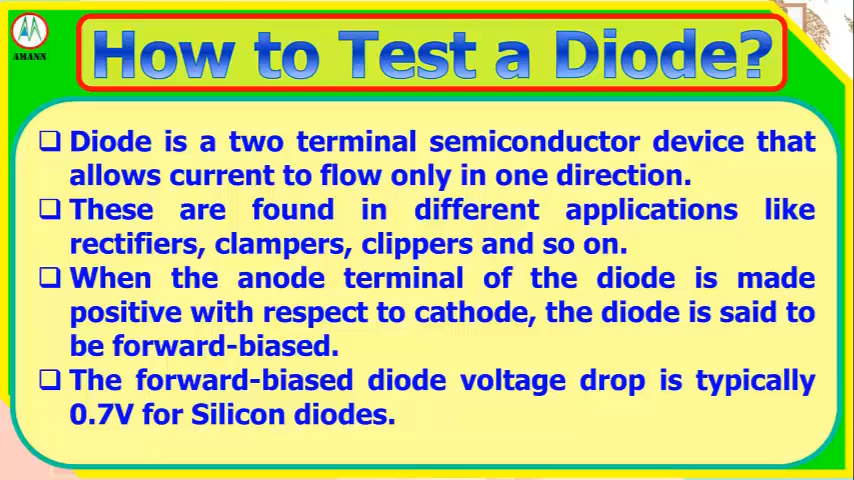 AMANN
How to Test a Diode?
❑ Diode is a two terminal semiconductor device that
allows current to flow only in one direction.
❑ These are found in different applications like
rectifiers, clampers, clippers and so on.
❑ When the anode terminal of the diode is made
positive with respect to cathode, the diode is said to
be forward-biased.
❑ The forward-biased diode voltage drop is typically
0.7V for Silicon diodes.